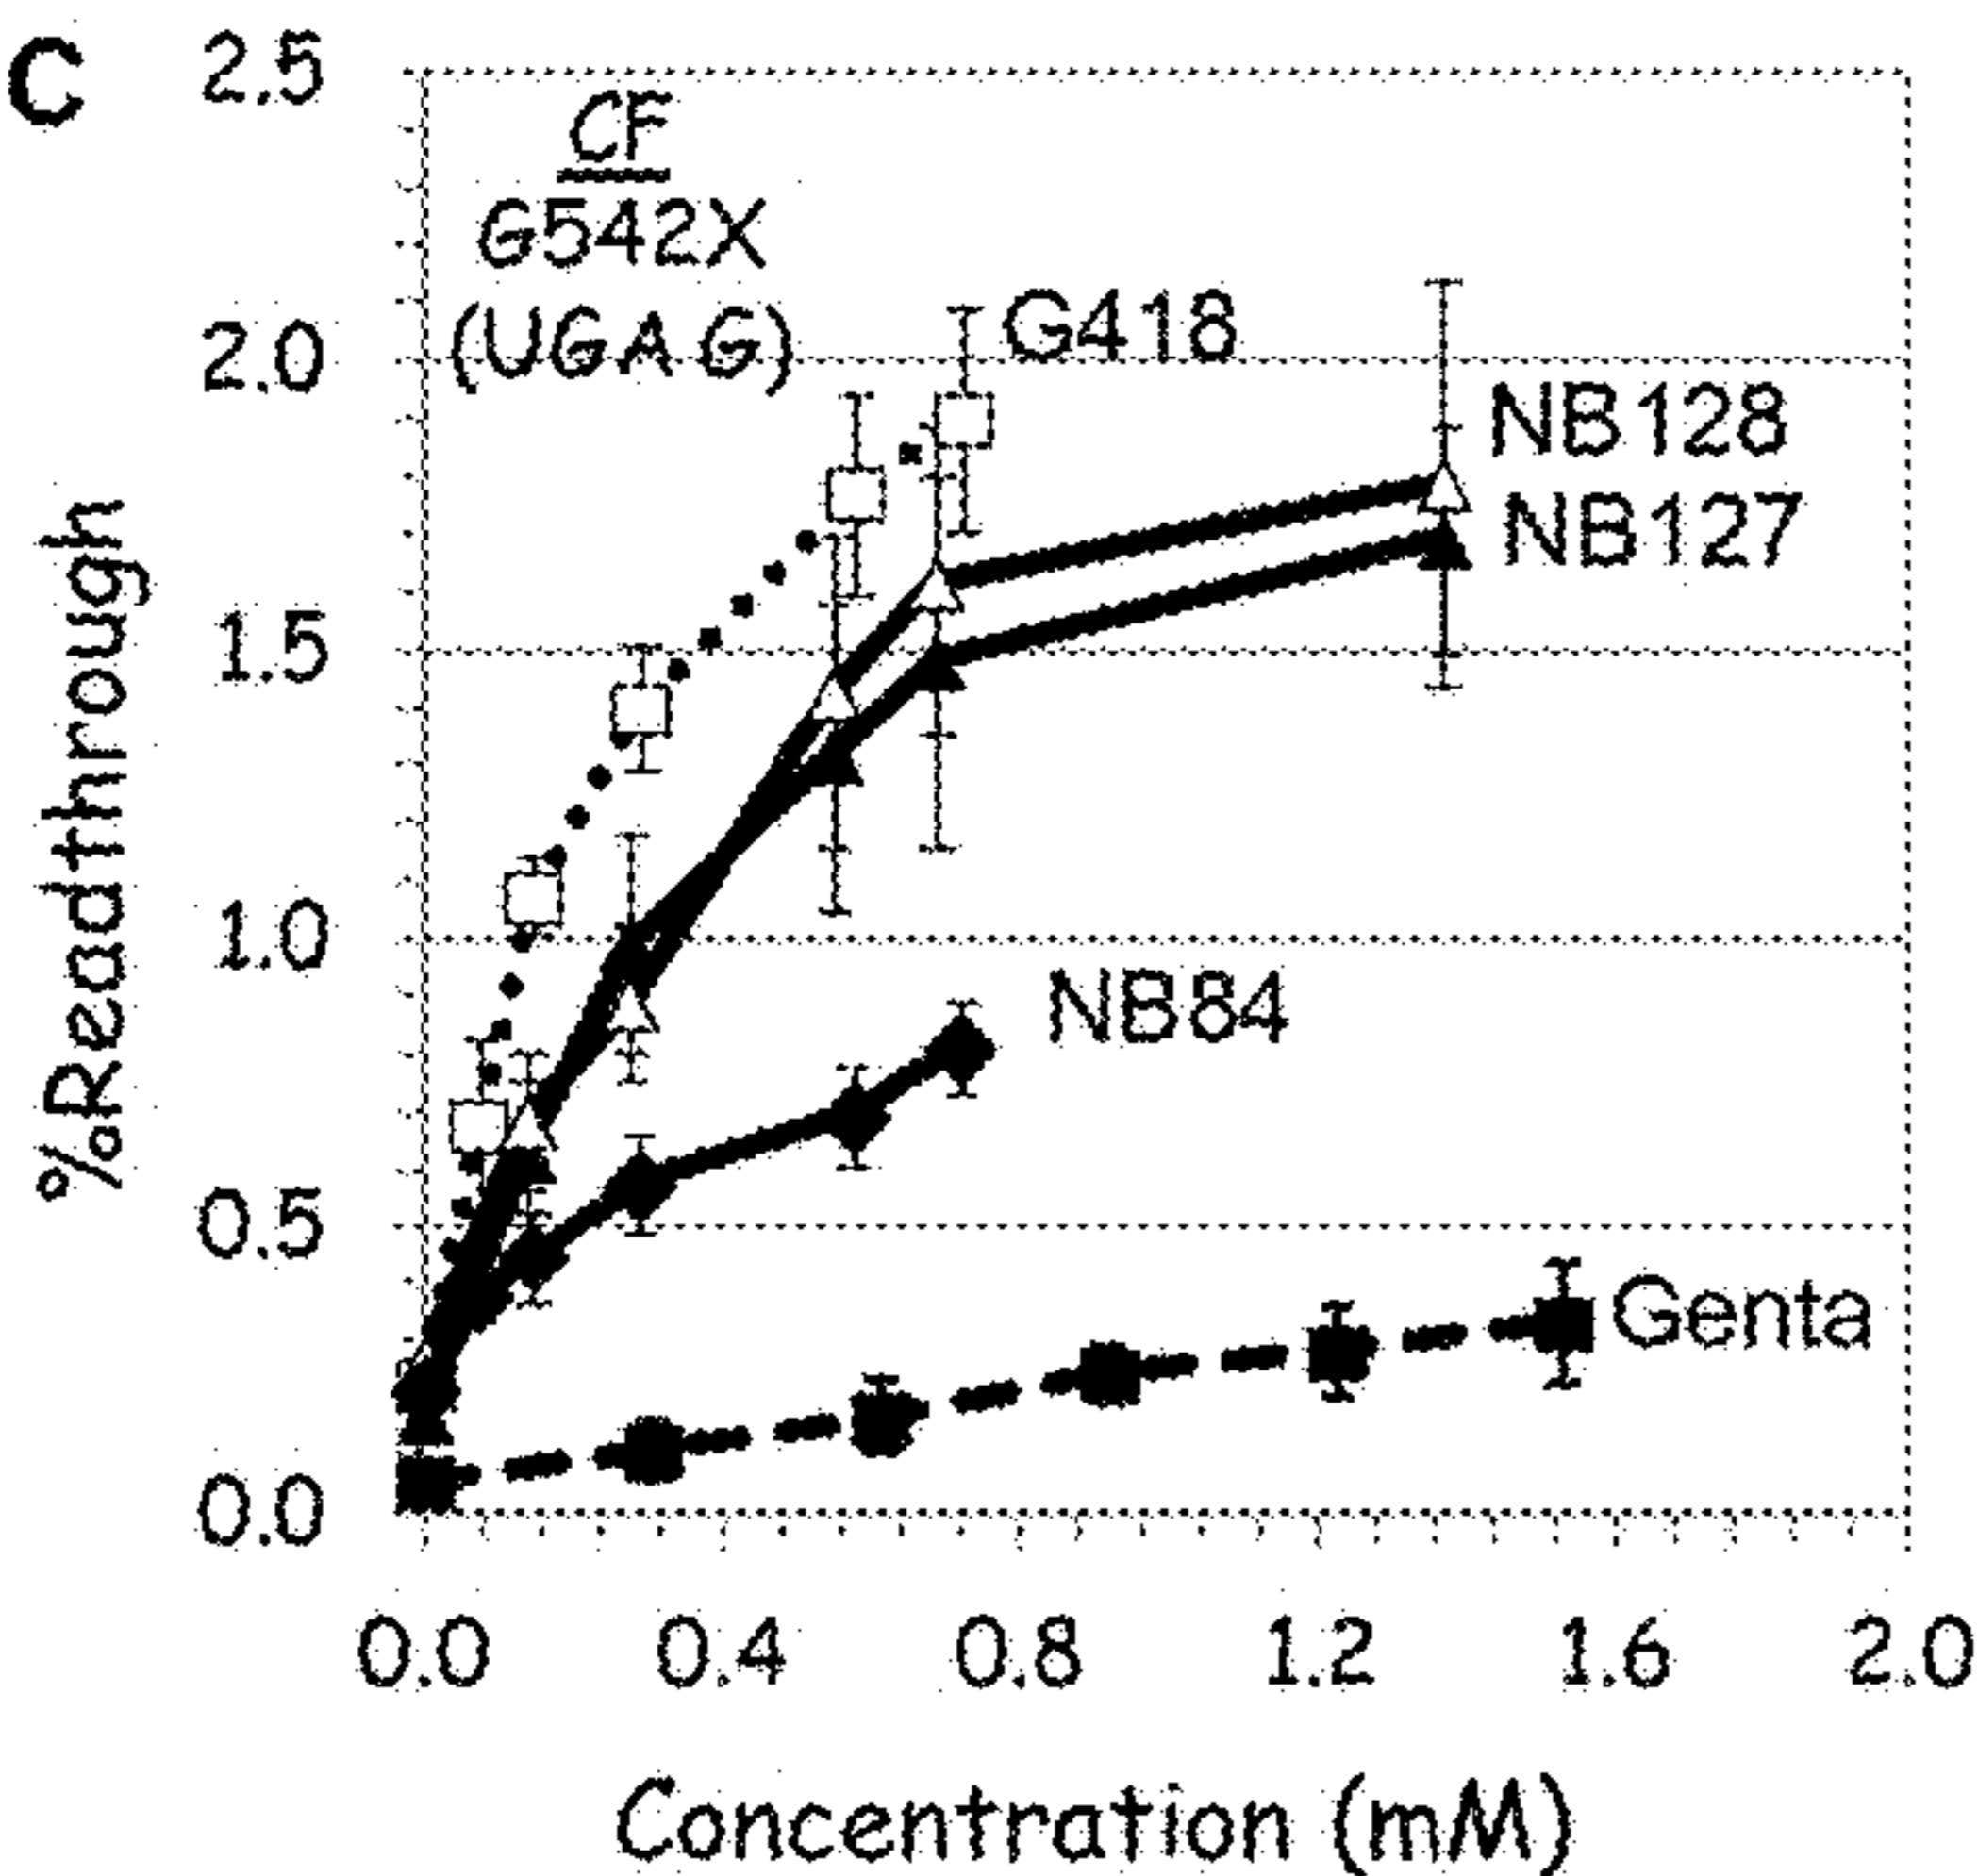 C
2.5
CF
G542X
(UGA G)
G418
2.0
NB128
NB127
1.5
%Readthrough
1.0
NB84
0.5
Genta
0.0
0.0 0.4 0.8 1.2 1.6 2.0
Concentration (mM)